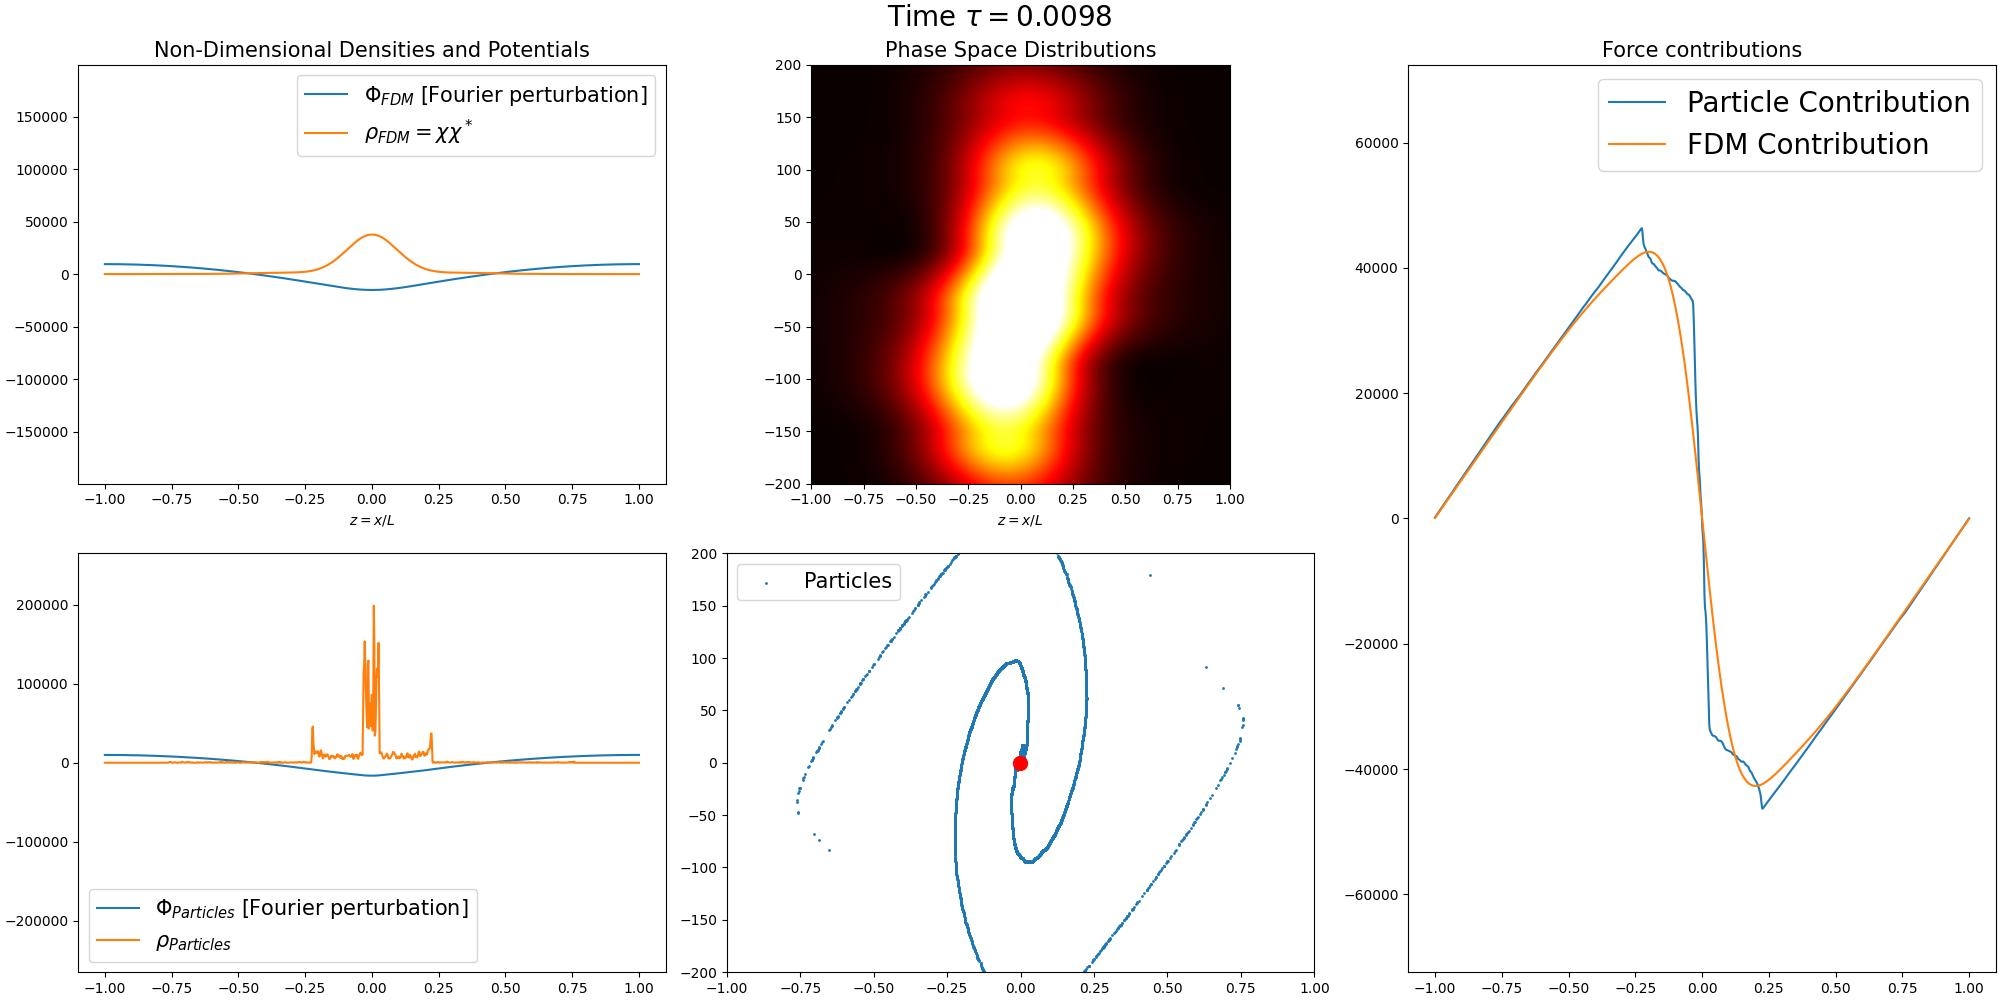 Time τ = 0.0098
Non-Dimensional Densities and Potentials
Φ_FDM [Fourier perturbation]
ρ_FDM = χχ*
150000
100000
50000
0
−50000
−100000
−150000
−1.00 −0.75 −0.50 −0.25 0.00 0.25 0.50 0.75 1.00
z = x/L
Phase Space Distributions
200
150
100
50
0
−50
−100
−150
−200
−1.00 −0.75 −0.50 −0.25 0.00 0.25 0.50 0.75 1.00
z = x/L
Force contributions
Particle Contribution
FDM Contribution
60000
40000
20000
0
−20000
−40000
−60000
−1.00 −0.75 −0.50 −0.25 0.00 0.25 0.50 0.75 1.00
200000
100000
0
−100000
−200000
Φ_Particles [Fourier perturbation]
ρ_Particles
−1.00 −0.75 −0.50 −0.25 0.00 0.25 0.50 0.75 1.00
Particles
200
150
100
50
0
−50
−100
−150
−200
−1.00 −0.75 −0.50 −0.25 0.00 0.25 0.50 0.75 1.00